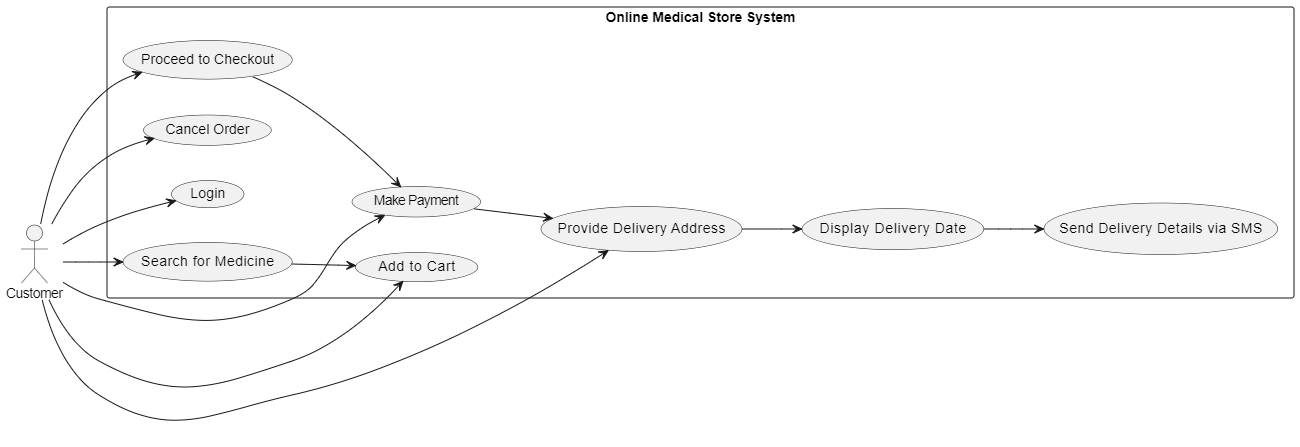 Online Medical Store System
Proceed to Checkout
Cancel Order
Login
Make Payment
Provide Delivery Address
Display Delivery Date
Send Delivery Details via SMS
Search for Medicine
Add to Cart
Customer